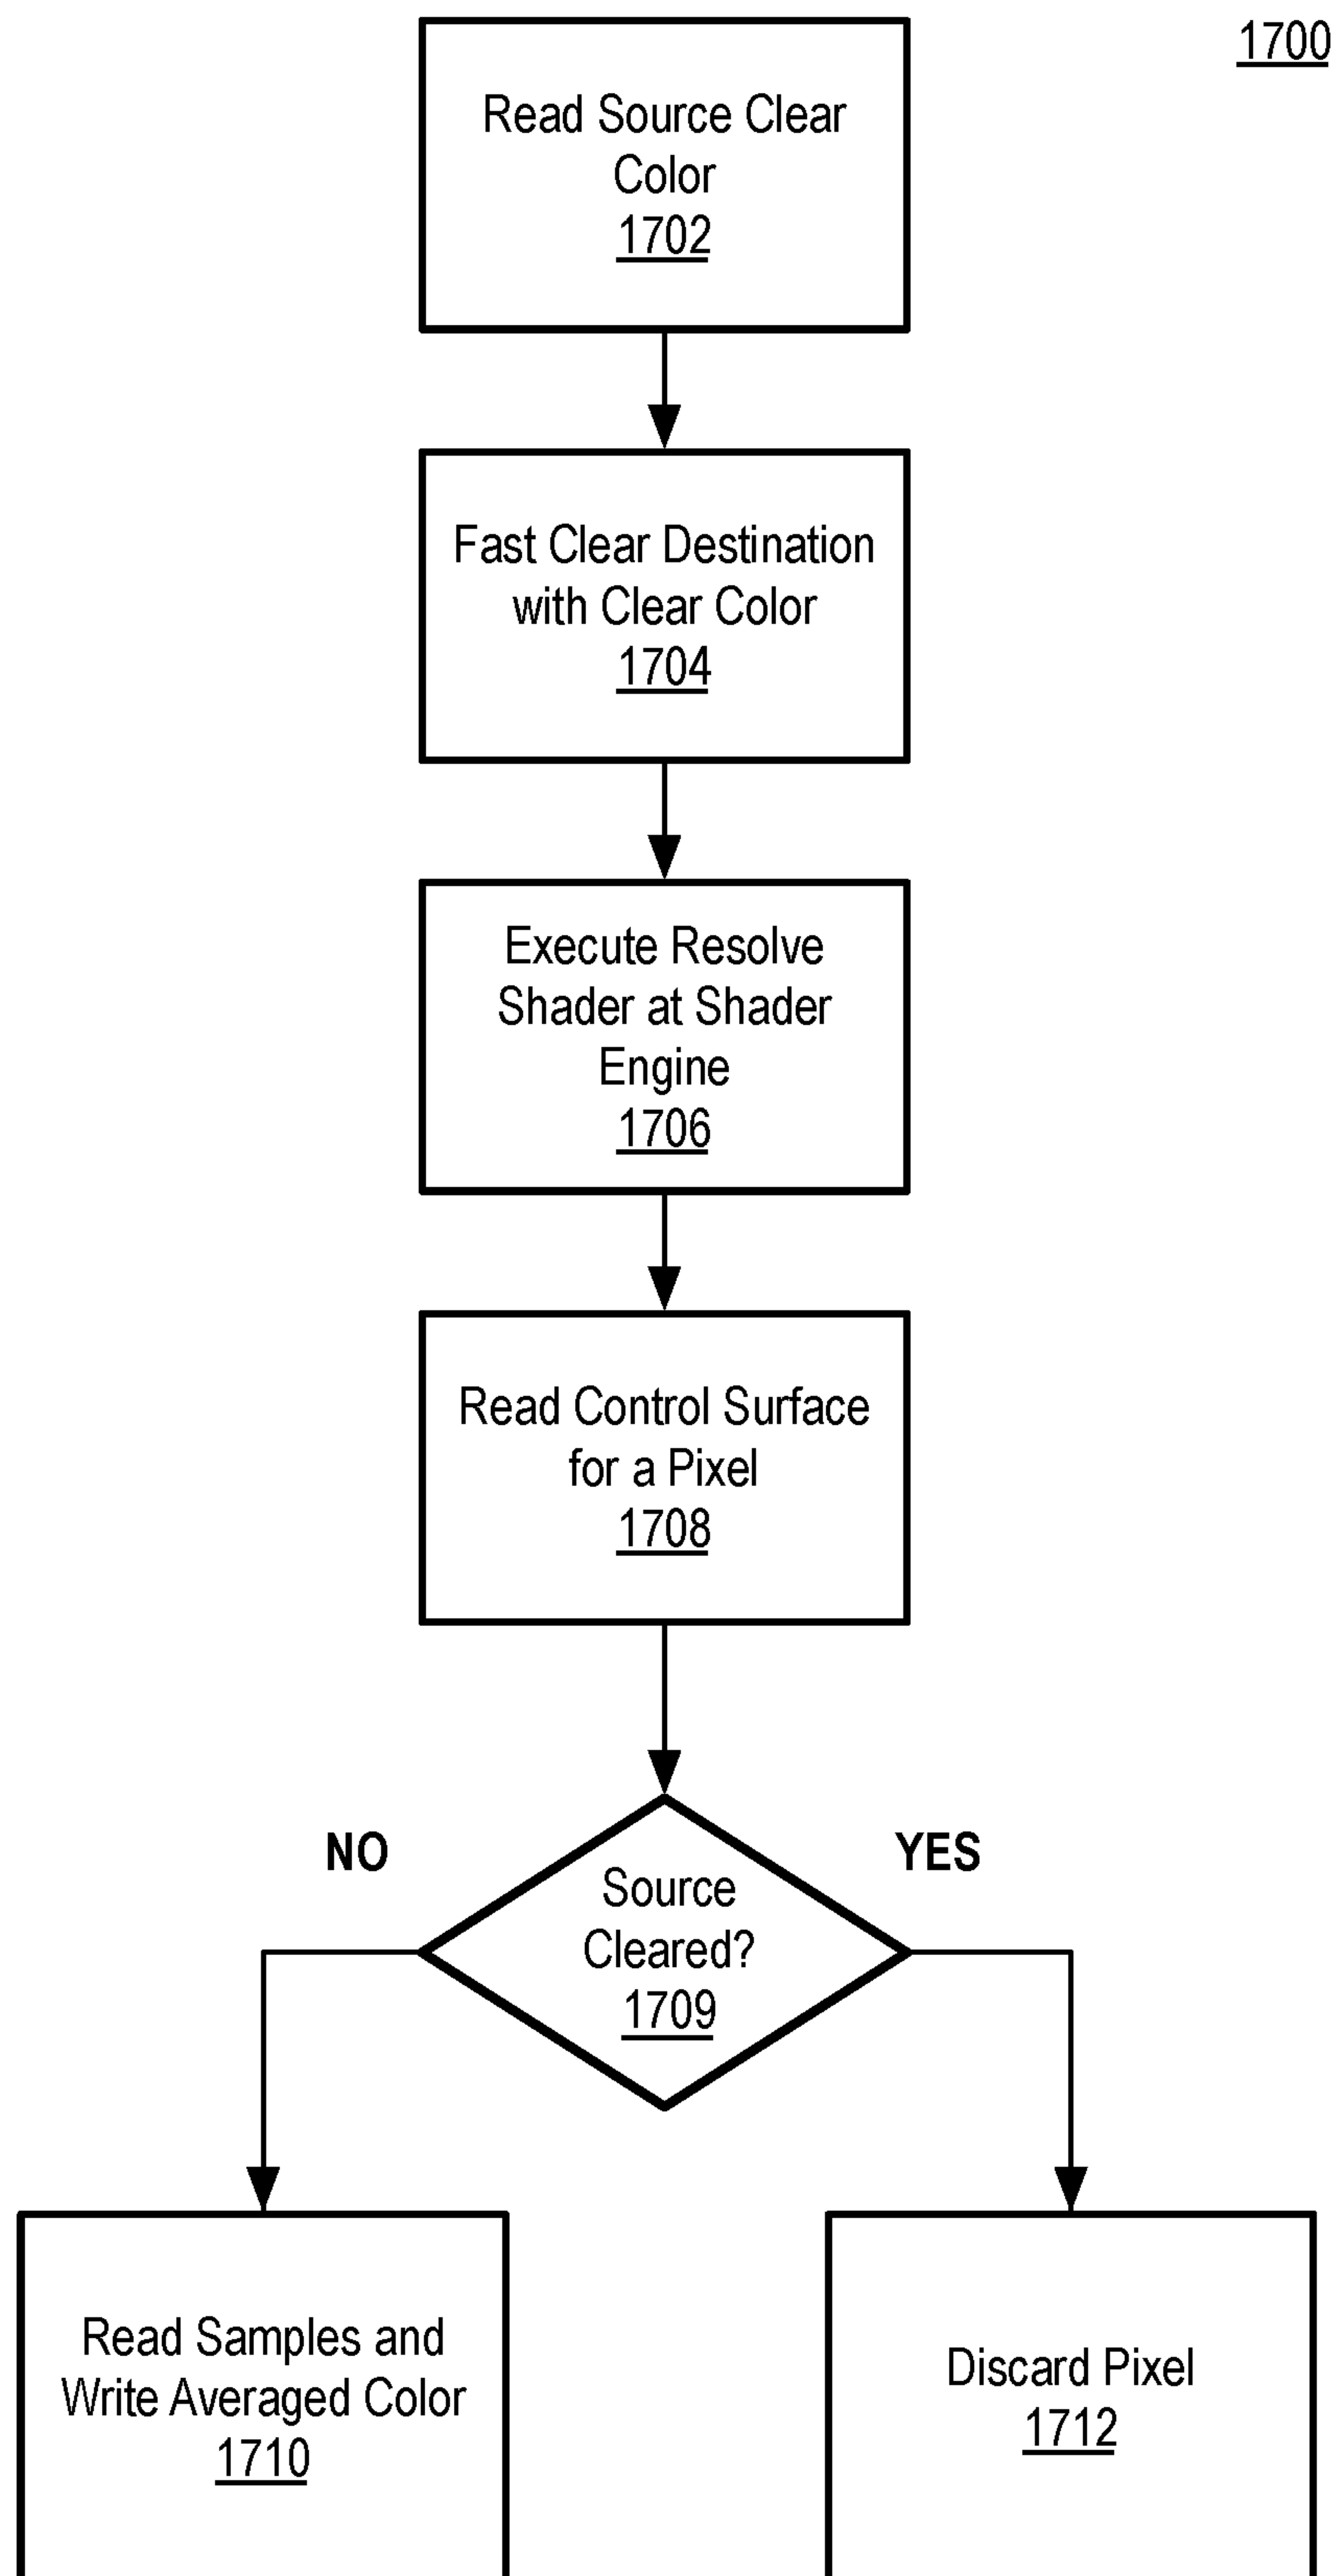 1700
Read Source Clear
Color
1702
Fast Clear Destination
with Clear Color
1704
Execute Resolve
Shader at Shader
Engine
1706
Read Control Surface
for a Pixel
1708
NO
YES
Source
Cleared?
1709
Read Samples and
Write Averaged Color
1710
Discard Pixel
1712